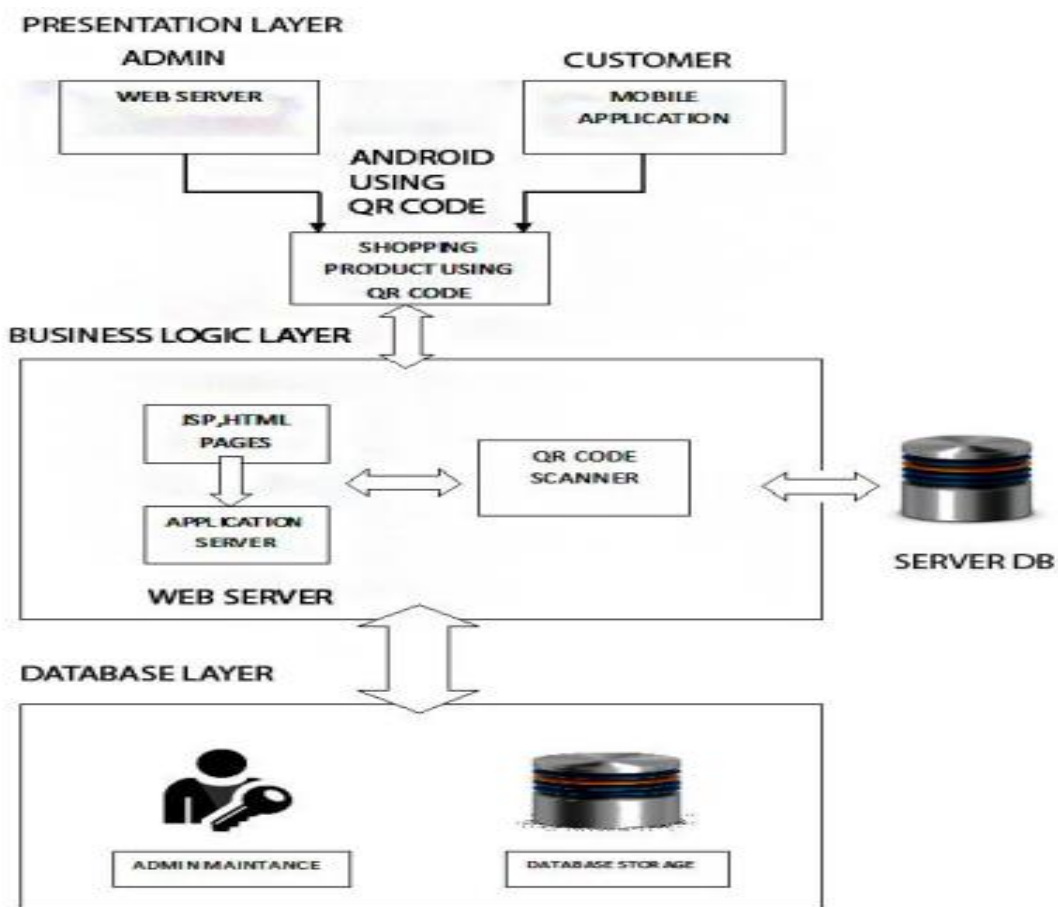 PRESENTATION LAYER
ADMIN
CUSTOMER
WEB SERVER
MOBILE
APPLICATION
ANDROID
USING
QR CODE
SHOPPING
PRODUCT USING
QR CODE
BUSINESS LOGIC LAYER
JSP,HTML
PAGES
QR CODE
SCANNER
APPLICATION
SERVER
WEB SERVER
SERVER DB
DATABASE LAYER
ADMIN MAINTANCE
DATABASE STORAGE